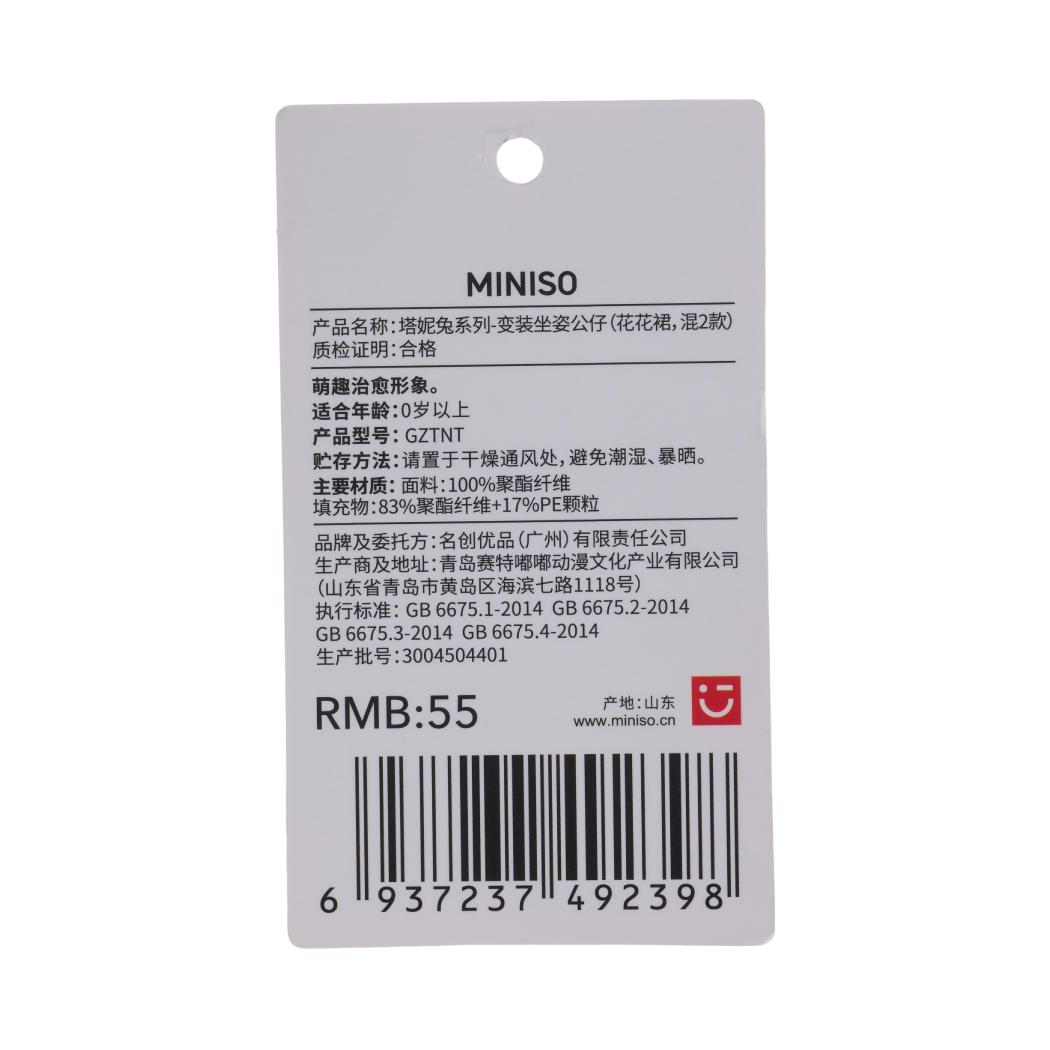 MINISO
产品名称：塔妮兔系列-变装坐姿公仔（花花裙，混2款）
质检证明：合格
萌趣治愈形象。
适合年龄：0岁以上
产品型号：GZTNT
贮存方法：请置于干燥通风处，避免潮湿、暴晒。
主要材质：面料：100%聚酯纤维
填充物：83%聚酯纤维+17%PE颗粒
品牌及委托方：名创优品（广州）有限责任公司
生产商及地址：青岛赛特嘟嘟动漫文化产业有限公司
（山东省青岛市黄岛区海滨七路1118号）
执行标准：GB 6675.1-2014 GB 6675.2-2014
GB 6675.3-2014 GB 6675.4-2014
生产批号：3004504401
RMB:55
产地：山东
www.miniso.cn
6 937237 492398